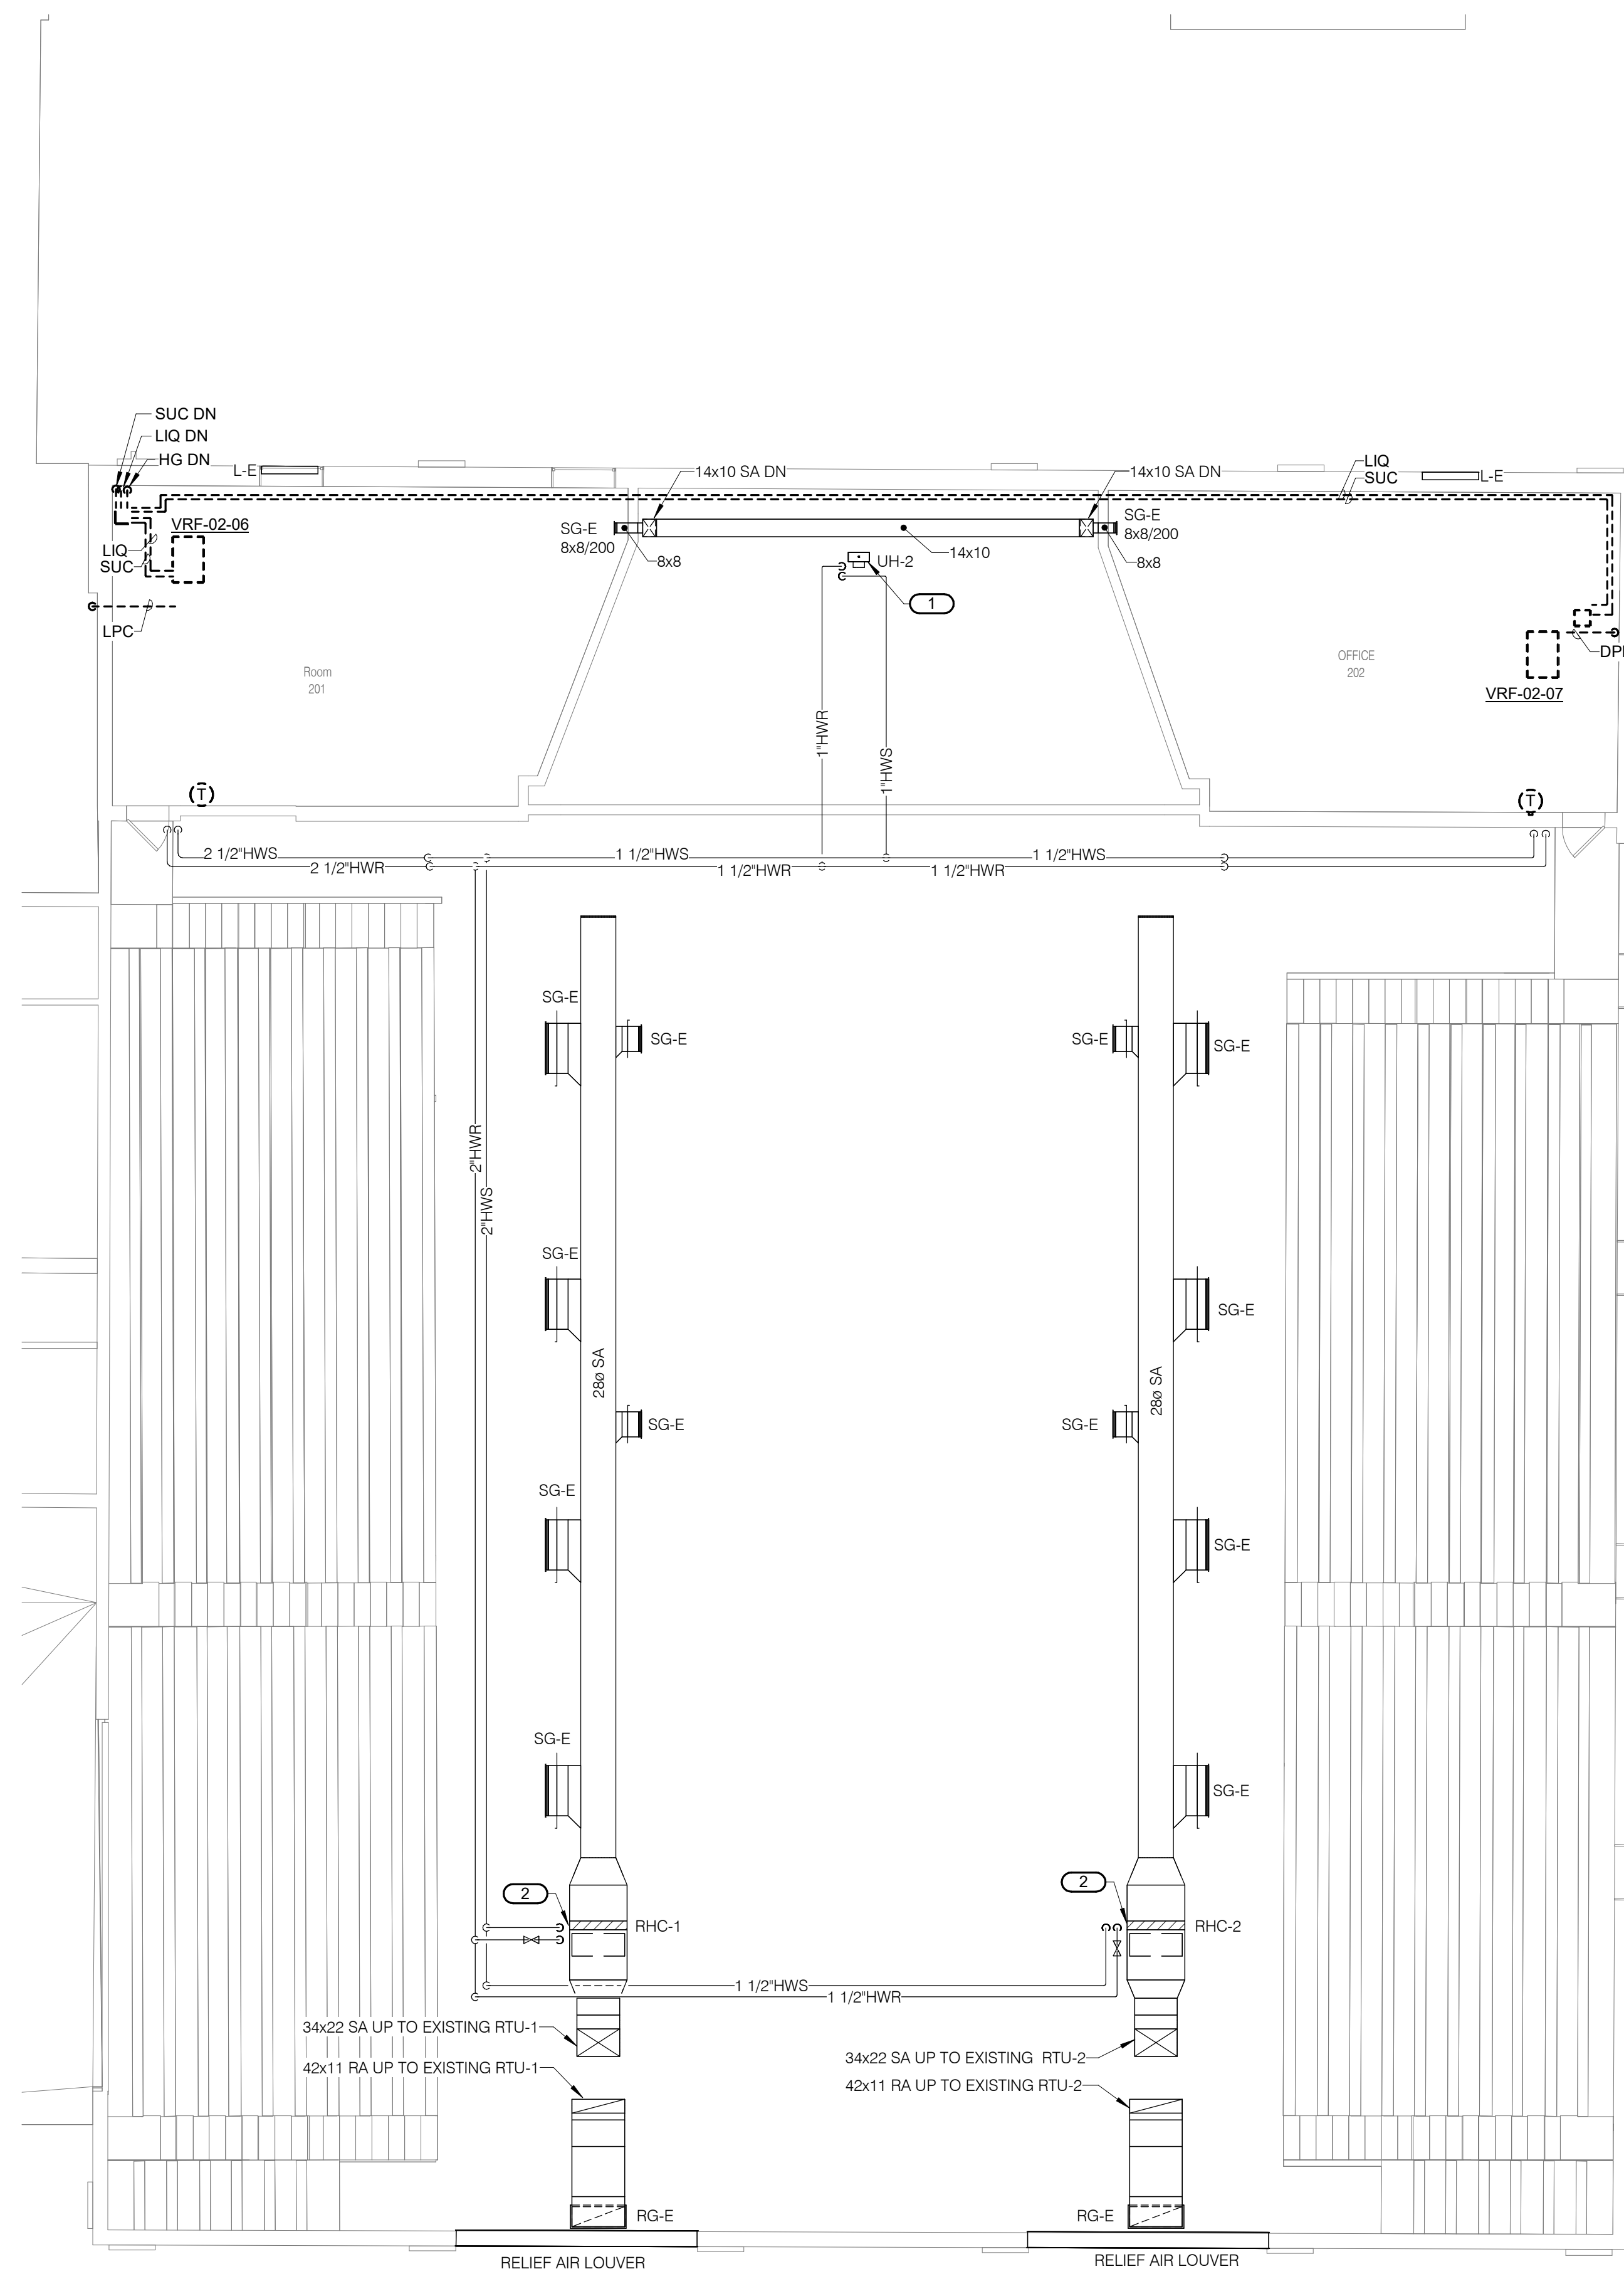 SUC DN
LIQ DN
HG DN
L-E
14x10 SA DN
14x10 SA DN
LIQ
SUC
L-E
VRF-02-06
SG-E
8x8/200
SG-E
8x8/200
LIQ
SUC
8x8
14x10
8x8
UH-2
1
LPC
DP
Room
201
OFFICE
202
VRF-02-07
1"HWR
1"HWS
T
T
2 1/2"HWS
1 1/2"HWS
1 1/2"HWS
2 1/2"HWR
1 1/2"HWR
1 1/2"HWR
SG-E
SG-E
SG-E
SG-E
2"HWR
2"HWS
SG-E
SG-E
28ø SA
28ø SA
SG-E
SG-E
SG-E
SG-E
SG-E
SG-E
2
2
RHC-1
RHC-2
1 1/2"HWS
1 1/2"HWR
34x22 SA UP TO EXISTING RTU-1
34x22 SA UP TO EXISTING RTU-2
42x11 RA UP TO EXISTING RTU-1
42x11 RA UP TO EXISTING RTU-2
RG-E
RG-E
RELIEF AIR LOUVER
RELIEF AIR LOUVER